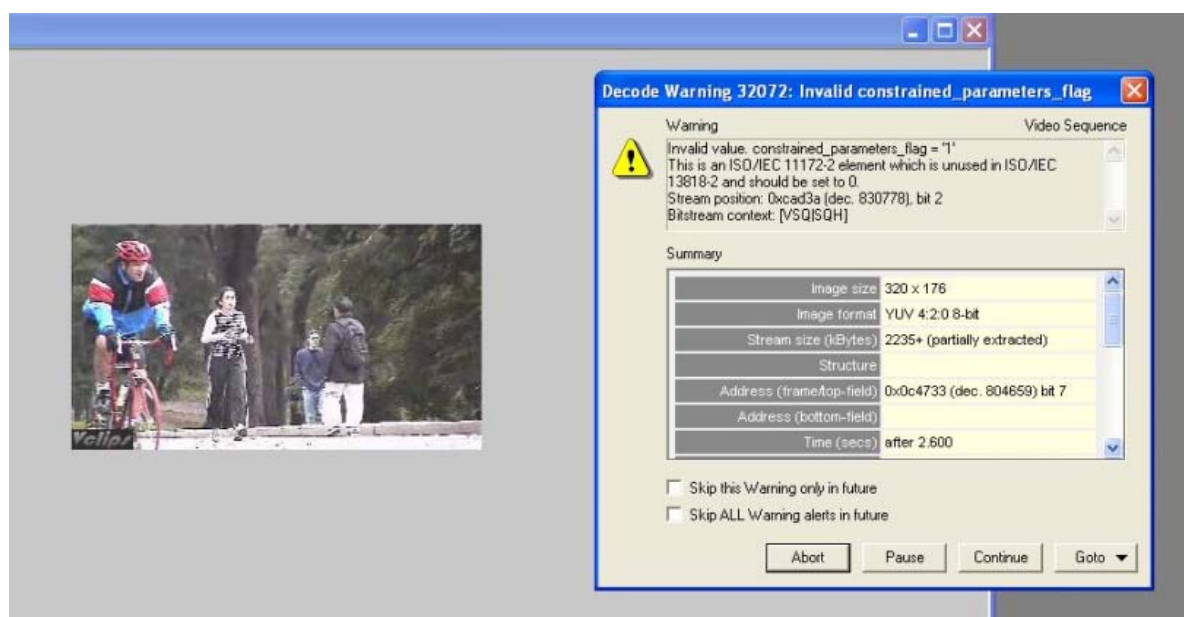 Decode Warning 32072: Invalid constrained_parameters_flag
Warning
Video Sequence
Invalid value. constrained_parameters_flag = '1'
This is an ISO/IEC 11172-2 element which is unused in ISO/IEC
13818-2 and should be set to 0.
Stream position: 0xcad3a (dec. 830778), bit 2
Bitstream context: [VSQ|SQH]
Summary
Image size 320 x 176
Image format YUV 4:2:0 8-bit
Stream size (kBytes) 2235+ (partially extracted)
Structure
Address (frame/top-field) 0x0c4733 (dec. 804659) bit 7
Address (bottom-field)
Time (secs) after 2.600
Vclips
Skip this Warning only in future
Skip ALL Warning alerts in future
Abort Pause Continue Goto